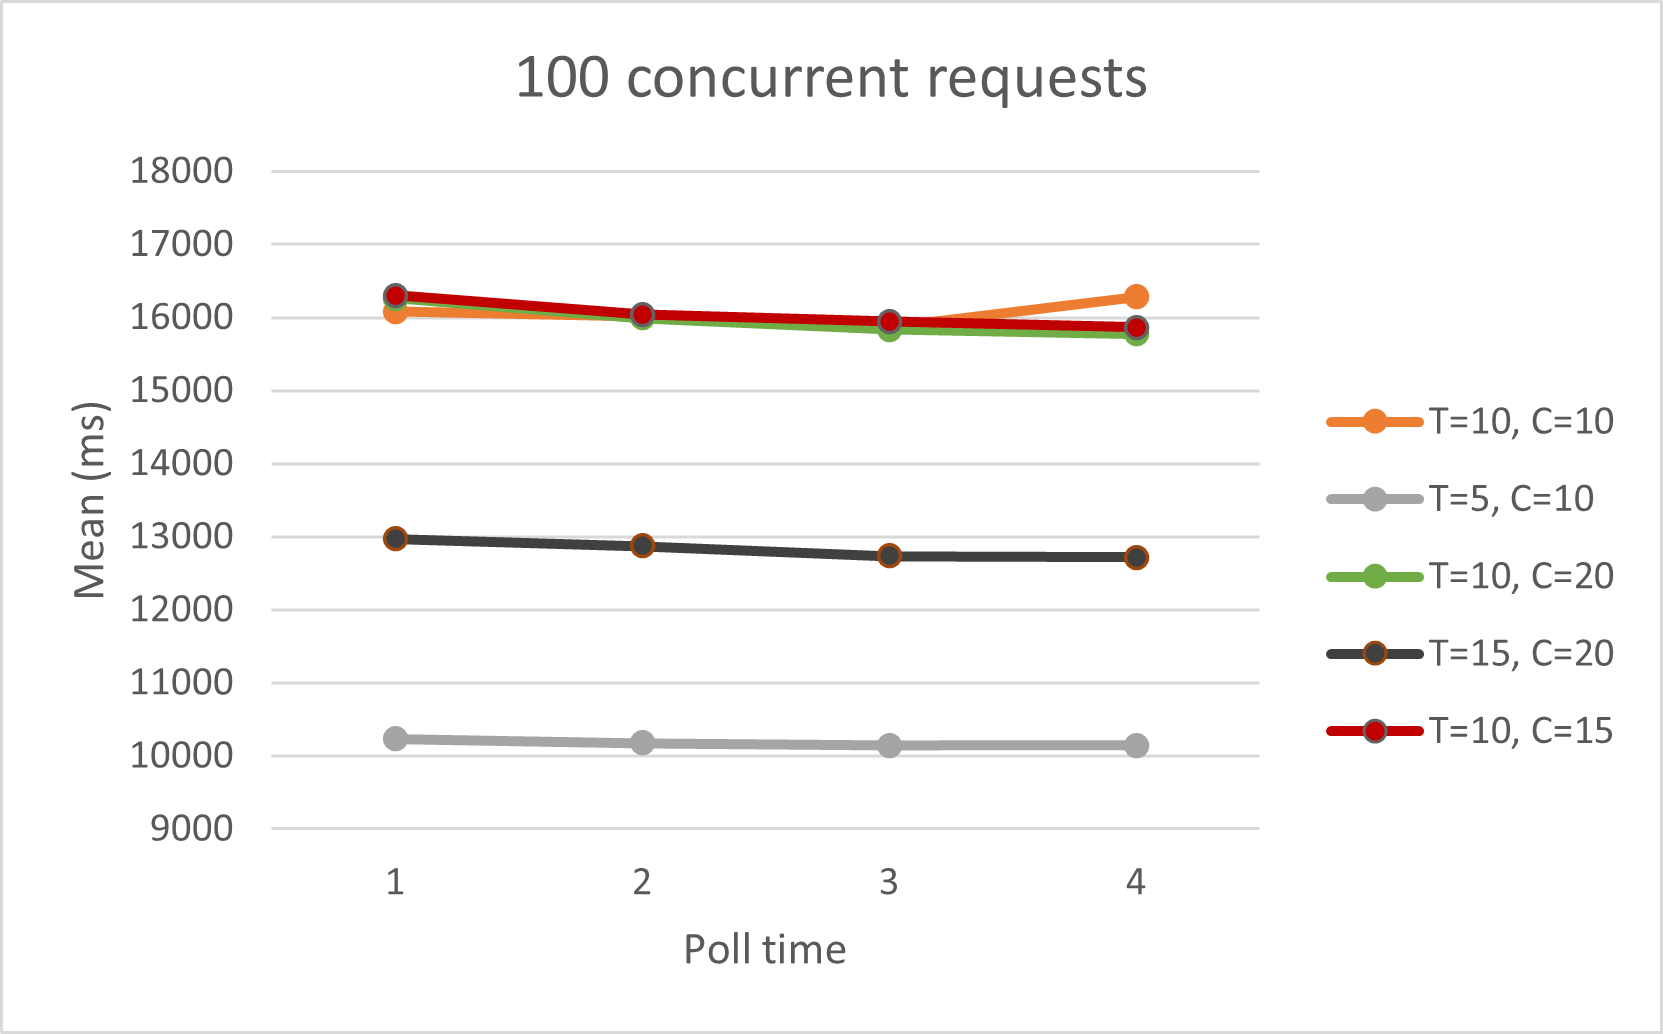 100 concurrent requests
18000
17000
16000
15000
14000
13000
12000
11000
10000
9000
Mean (ms)
1 2 3 4
Poll time
T=10, C=10
T=5, C=10
T=10, C=20
T=15, C=20
T=10, C=15